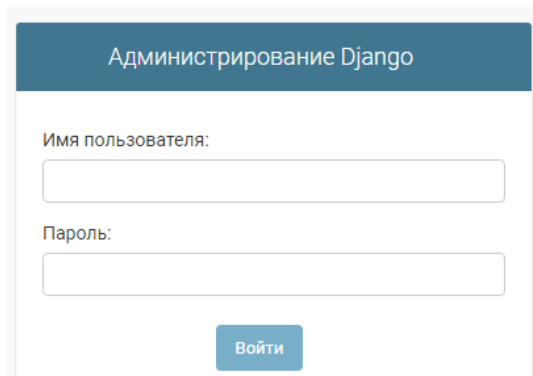 Администрирование Django
Имя пользователя:
Пароль:
Войти